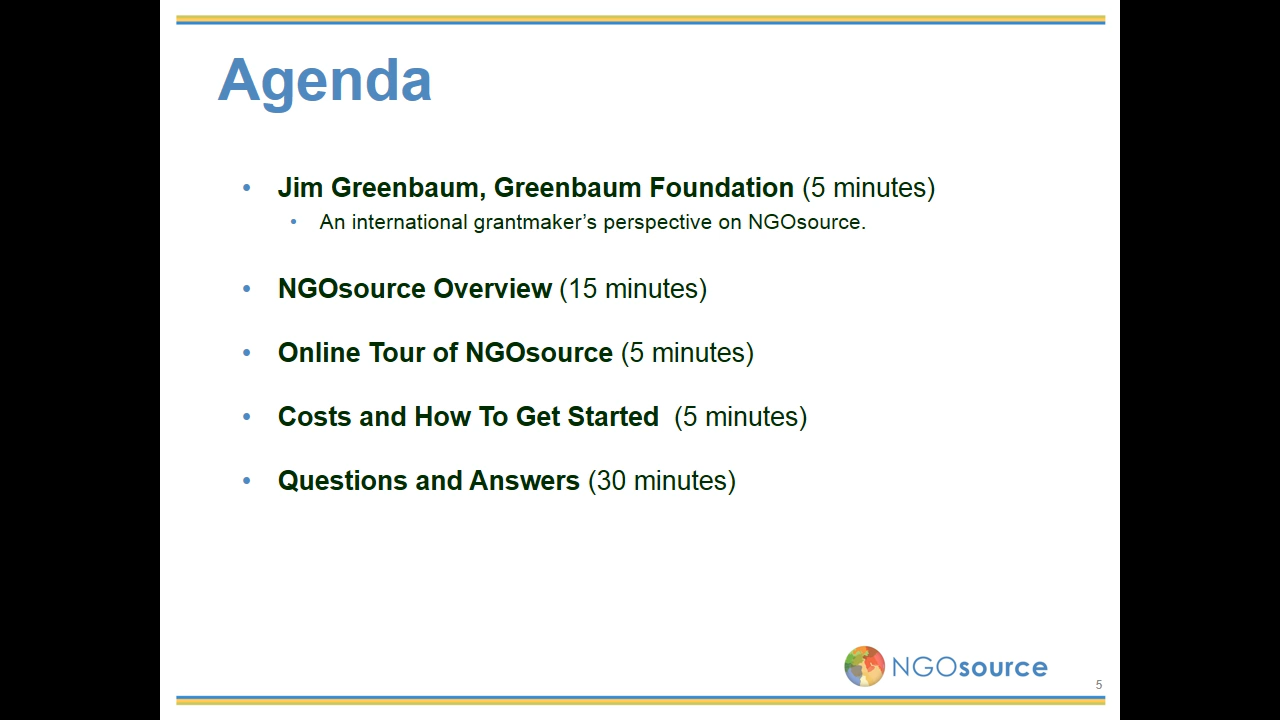 Agenda
• Jim Greenbaum, Greenbaum Foundation (5 minutes)
• An international grantmaker’s perspective on NGOsource.
• NGOsource Overview (15 minutes)
• Online Tour of NGOsource (5 minutes)
• Costs and How To Get Started  (5 minutes)
• Questions and Answers (30 minutes)
NGOsource
5